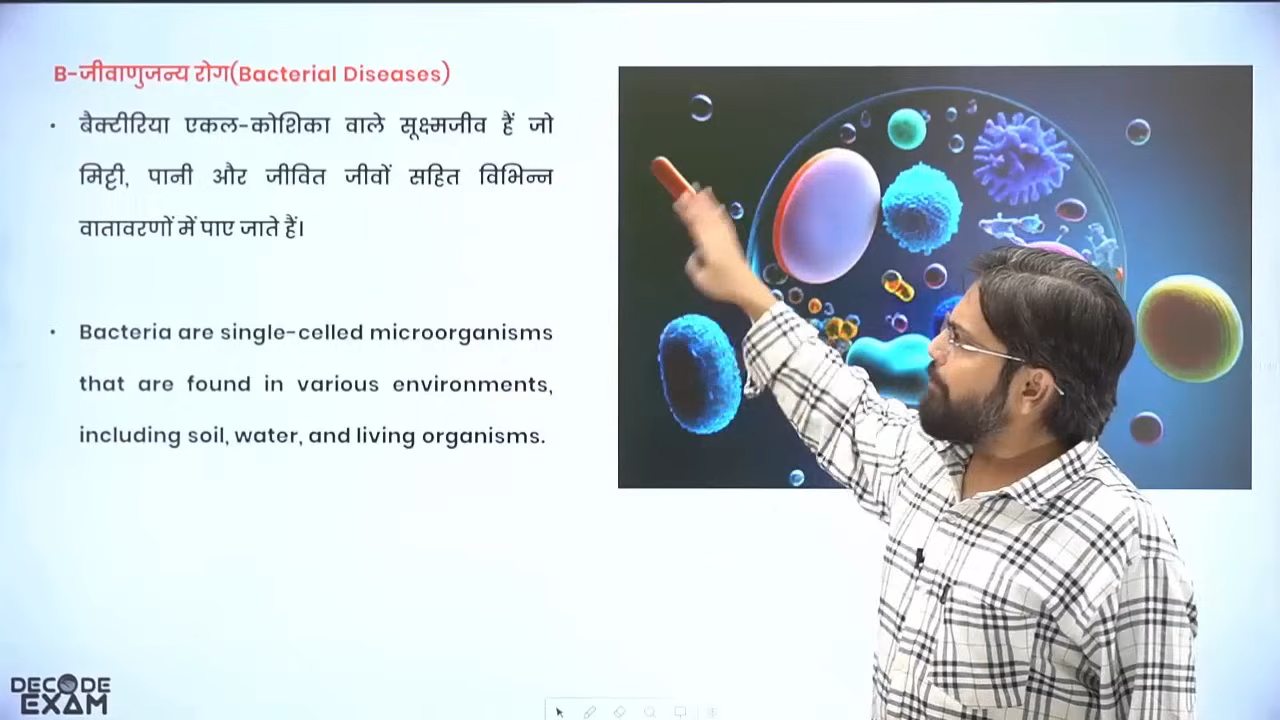 B-जीवाणुजन्य रोग(Bacterial Diseases)
• बैक्टीरिया एकल-कोशिका वाले सूक्ष्मजीव हैं जो
मिट्टी, पानी और जीवित जीवों सहित विभिन्न
वातावरणों में पाए जाते हैं।
• Bacteria are single-celled microorganisms
that are found in various environments,
including soil, water, and living organisms.
DECODE
EXAM